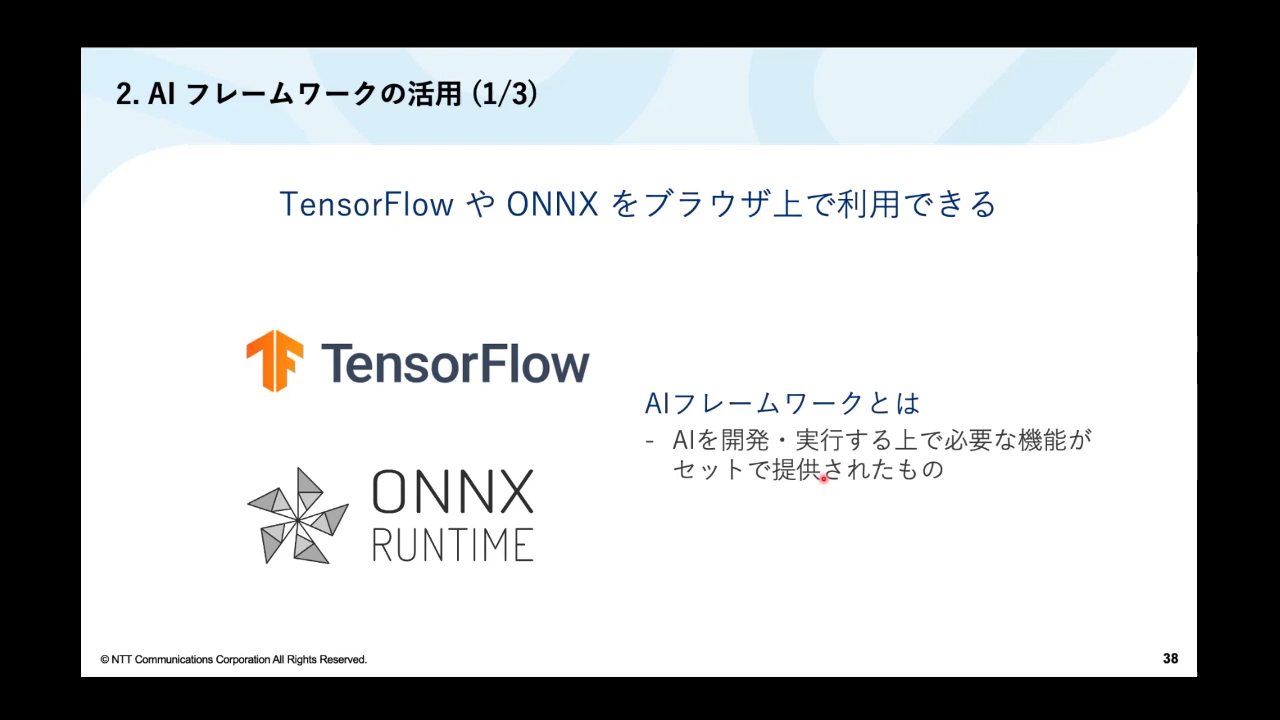 2. AI フレームワークの活用 (1/3)
TensorFlow や ONNX をブラウザ上で利用できる
TensorFlow
ONNX
RUNTIME
AIフレームワークとは
- AIを開発・実行する上で必要な機能が
セットで提供されたもの
© NTT Communications Corporation All Rights Reserved.
38